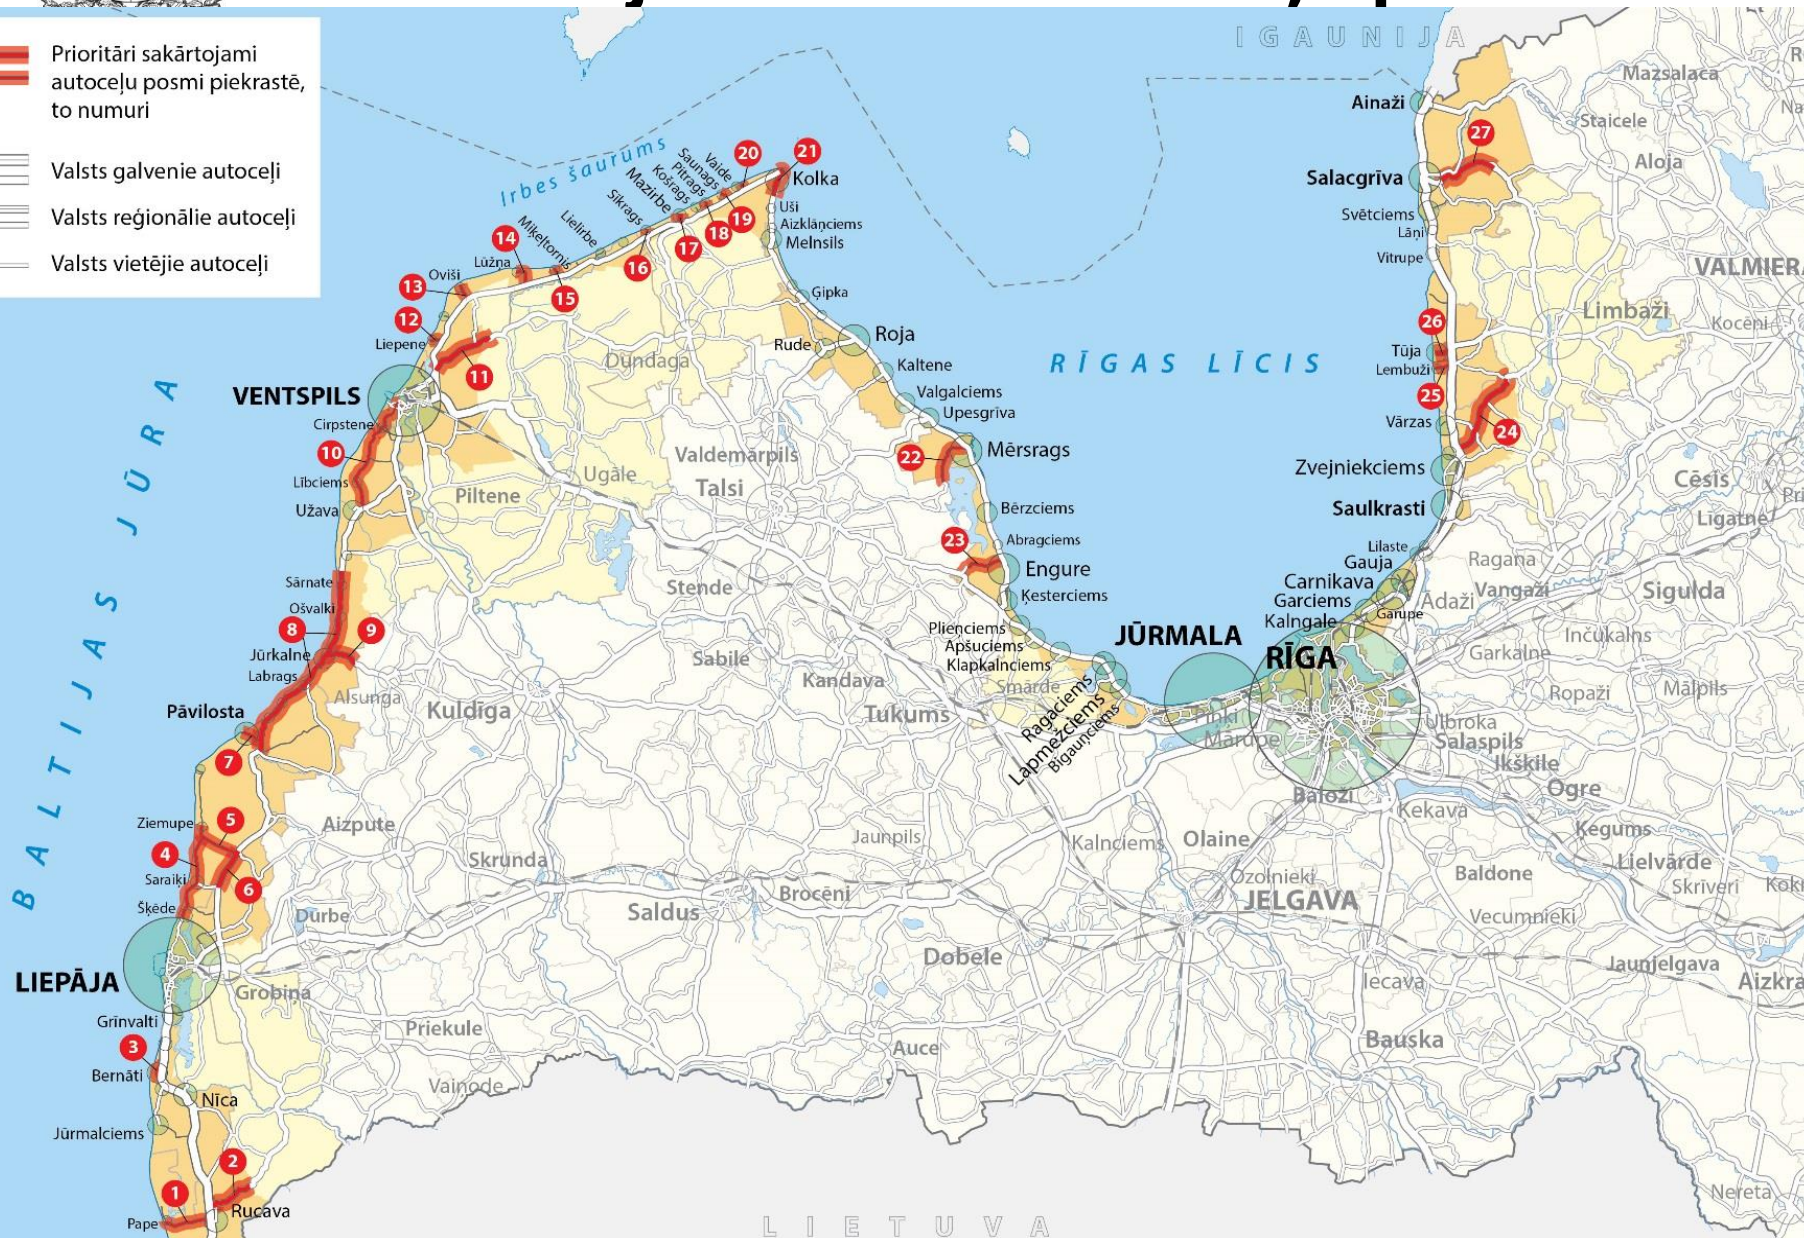 Prioritāri sakārtojami
autoceļu posmi piekrastē,
to numuri
Valsts galvenie autoceļi
Valsts reģionālie autoceļi
Valsts vietējie autoceļi
IGAUNIJA
Mazsalaca
Ainaži
Staicele
27
Aloja
Salacgrīva
Svētciems
Lāņi
Vitrupe
VALMIERA
Limbaži
Kocēni
26
Tūja
Lembuži
25
Vārzas
24
Zvejniekciems
Cēsis
Saulkrasti
Līgatne
Lilaste
Gauja
Ragana
Carnikava
Vangaži
Sigulda
Garciems
Ādaži
Garupe
Kalngale
Inčukalns
Garkalne
Irbes šaurums
20
21
Vaide
Saunags
Pitrags
Košrags
Mazirbe
Sīkrags
Kolka
19
18
17
16
Uši
Aizklāņciems
Melnsils
Lielirbe
Miķeļtornis
14
Lūžņa
15
Oviši
13
12
Liepene
11
Ģipka
Roja
Rude
Dundaga
Kaltene
RĪGAS LĪCIS
VENTSPILS
Valgalciems
Upesgrīva
Cirpstene
10
Lībciems
Užava
Piltene
Ugāle
Valdemārpils
Talsi
22
Mērsrags
Bērzciems
23
Abragciems
Engure
Ķesterciems
BALTIJAS JŪRA
Sārnate
Ošvalki
8
9
Jūrkalne
Labrags
Alsunga
Stende
Sabile
Kandava
Plieņciems
Apšuciems
Klapkalnciems
Smārde
Tukums
Ragaciems
Lapmežciems
Bigauņciems
JŪRMALA
RĪGA
Piņķi
Mārupe
Ropaži
Mālpils
Ulbroka
Salaspils
Ikšķile
Ogre
Pāvilosta
7
Kuldīga
Baloži
Ķekava
Ziemupe
5
4
Saraiķi
6
Šķēde
Aizpute
Skrunda
Durbe
Saldus
Brocēni
Jaunpils
Kalnciems
Olaine
Ozolnieki
JELGAVA
Ķegums
Lielvārde
Baldone
Skrīveri
Vecumnieki
LIEPĀJA
Grobiņa
Dobele
Iecava
Jaunjelgava
Grīnvalti
3
Bernāti
Priekule
Auce
Bauska
Nīca
Vaiņode
Jūrmalciems
2
1
Rucava
Pape
Nereta
LIETUVA